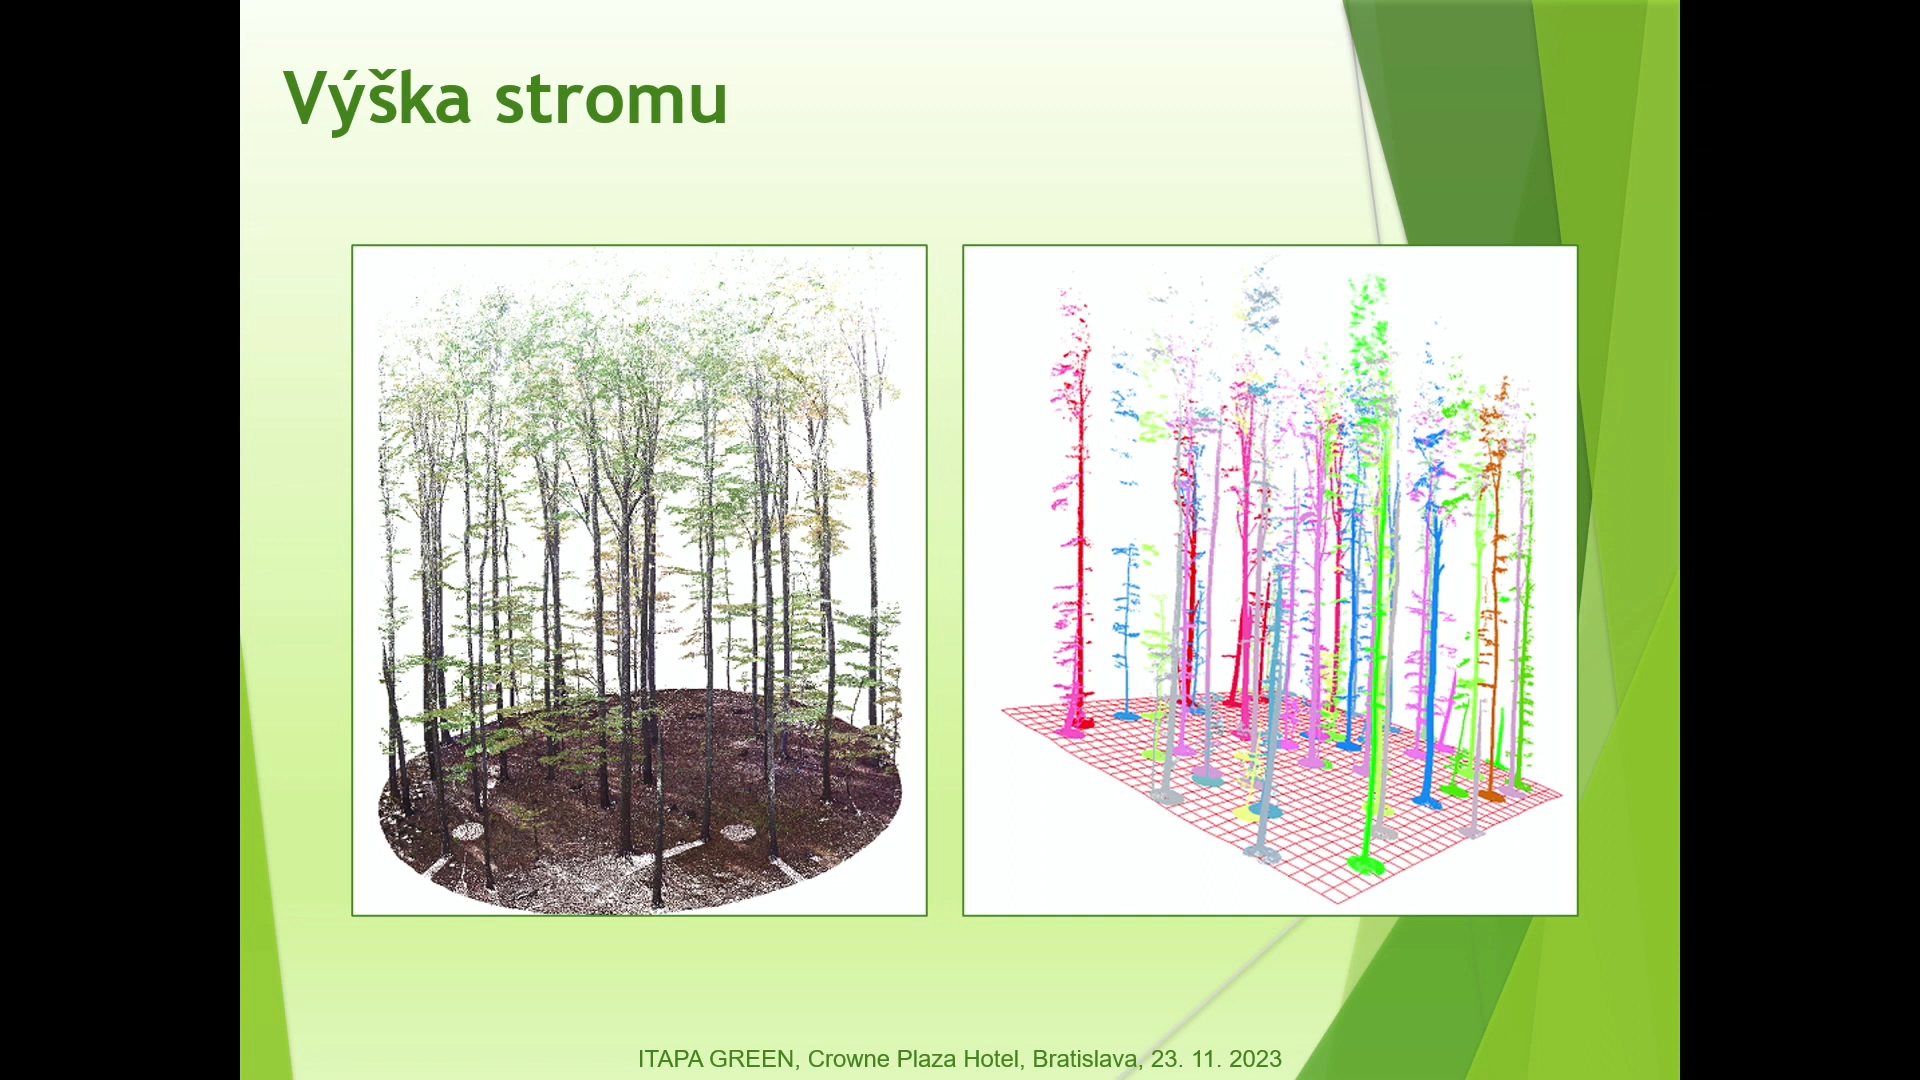 Výška stromu
ITAPA GREEN, Crowne Plaza Hotel, Bratislava, 23. 11. 2023